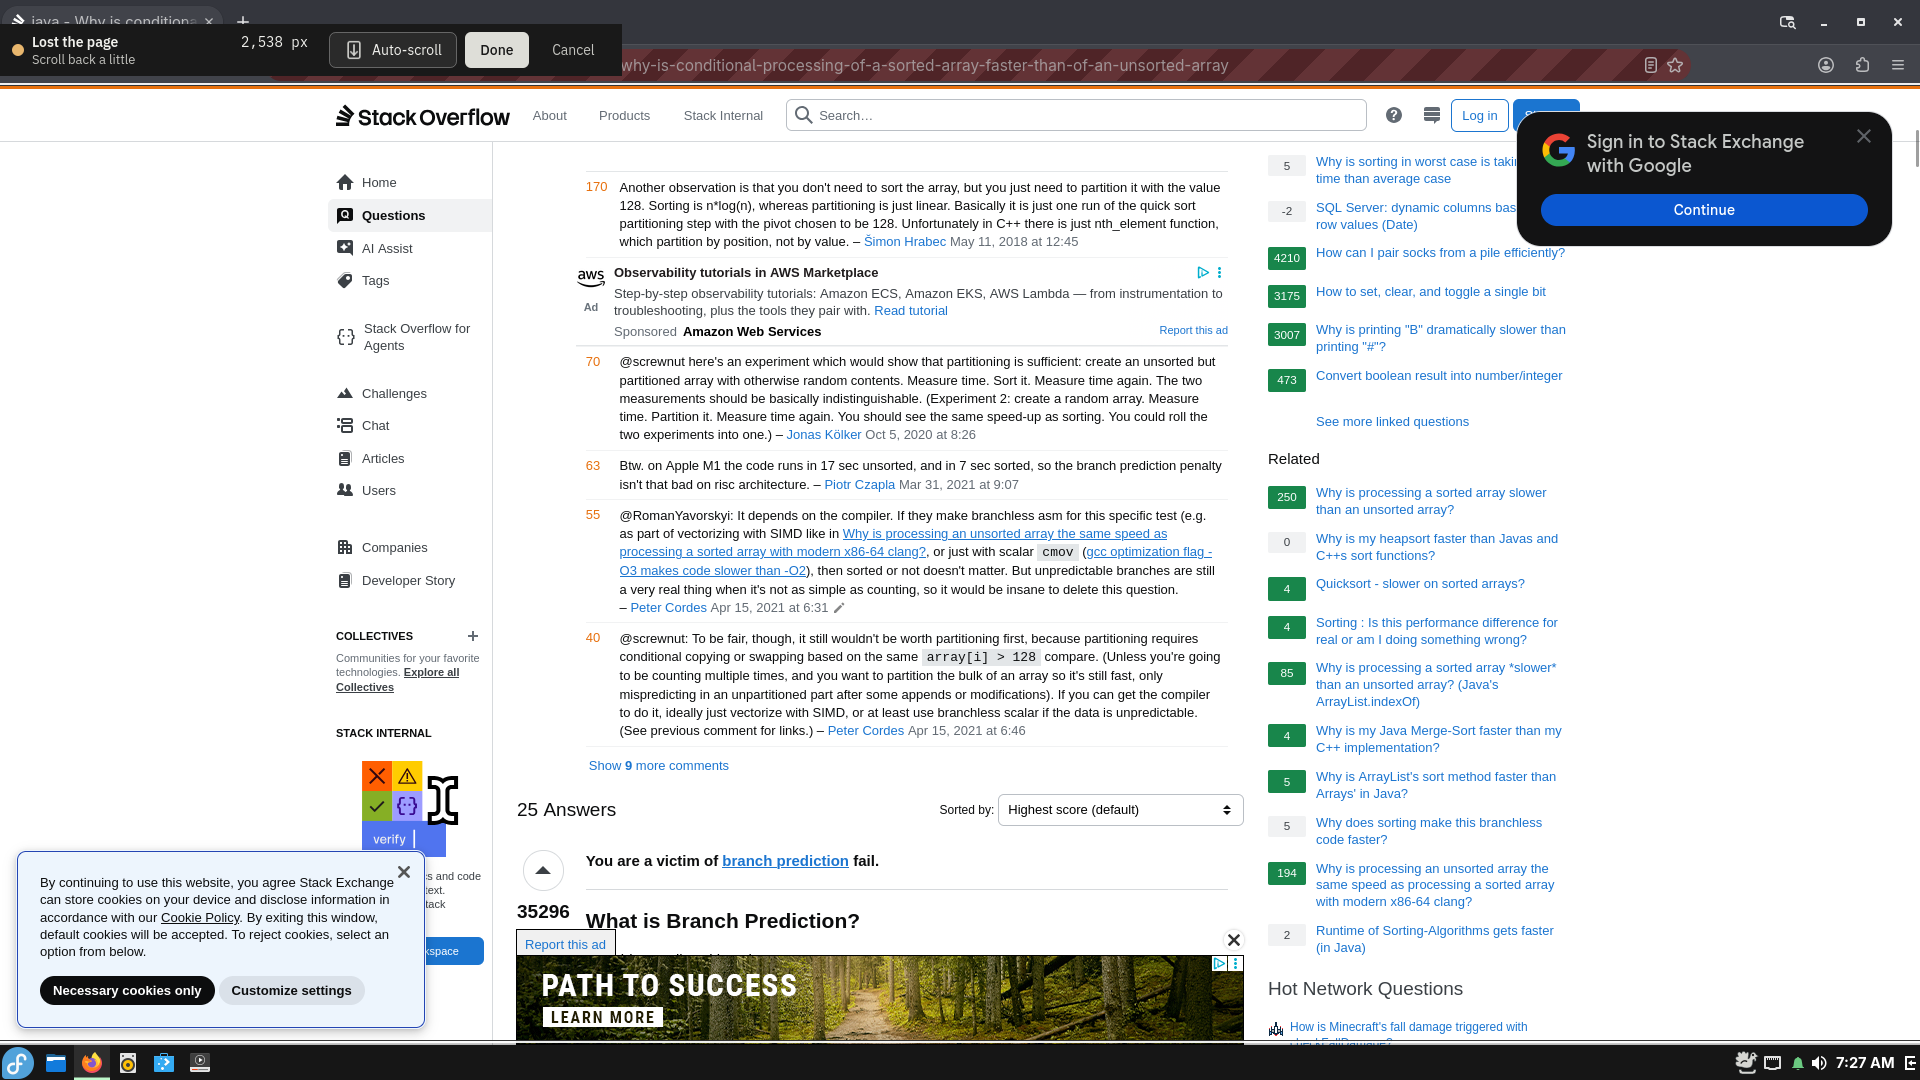 java - Why is conditiona
Lost the page
Scroll back a little
2,538 px
Auto-scroll
Done
Cancel
why-is-conditional-processing-of-a-sorted-array-faster-than-of-an-unsorted-array
Stack Overflow
About
Products
Stack Internal
Search…
Log in
Sign in to Stack Exchange
with Google
Continue
Home
Questions
AI Assist
Tags
Stack Overflow for
Agents
Challenges
Chat
Articles
Users
Companies
Developer Story
COLLECTIVES
Communities for your favorite
technologies. Explore all
Collectives
STACK INTERNAL
verify
s and code
text.
tack
kspace
By continuing to use this website, you agree Stack Exchange
can store cookies on your device and disclose information in
accordance with our Cookie Policy. By exiting this window,
default cookies will be accepted. To reject cookies, select an
option from below.
Necessary cookies only
Customize settings
170
Another observation is that you don't need to sort the array, but you just need to partition it with the value
128. Sorting is n*log(n), whereas partitioning is just linear. Basically it is just one run of the quick sort
partitioning step with the pivot chosen to be 128. Unfortunately in C++ there is just nth_element function,
which partition by position, not by value. – Šimon Hrabec May 11, 2018 at 12:45
aws
Ad
Observability tutorials in AWS Marketplace
Step-by-step observability tutorials: Amazon ECS, Amazon EKS, AWS Lambda — from instrumentation to
troubleshooting, plus the tools they pair with. Read tutorial
Sponsored Amazon Web Services
Report this ad
70
@screwnut here's an experiment which would show that partitioning is sufficient: create an unsorted but
partitioned array with otherwise random contents. Measure time. Sort it. Measure time again. The two
measurements should be basically indistinguishable. (Experiment 2: create a random array. Measure
time. Partition it. Measure time again. You should see the same speed-up as sorting. You could roll the
two experiments into one.) – Jonas Kölker Oct 5, 2020 at 8:26
63
Btw. on Apple M1 the code runs in 17 sec unsorted, and in 7 sec sorted, so the branch prediction penalty
isn't that bad on risc architecture. – Piotr Czapla Mar 31, 2021 at 9:07
55
@RomanYavorskyi: It depends on the compiler. If they make branchless asm for this specific test (e.g.
as part of vectorizing with SIMD like in Why is processing an unsorted array the same speed as
processing a sorted array with modern x86-64 clang?, or just with scalar cmov (gcc optimization flag -
O3 makes code slower than -O2), then sorted or not doesn't matter. But unpredictable branches are still
a very real thing when it's not as simple as counting, so it would be insane to delete this question.
– Peter Cordes Apr 15, 2021 at 6:31
40
@screwnut: To be fair, though, it still wouldn't be worth partitioning first, because partitioning requires
conditional copying or swapping based on the same array[i] > 128 compare. (Unless you're going
to be counting multiple times, and you want to partition the bulk of an array so it's still fast, only
mispredicting in an unpartitioned part after some appends or modifications). If you can get the compiler
to do it, ideally just vectorize with SIMD, or at least use branchless scalar if the data is unpredictable.
(See previous comment for links.) – Peter Cordes Apr 15, 2021 at 6:46
Show 9 more comments
25 Answers
Sorted by:
Highest score (default)
You are a victim of branch prediction fail.
35296
What is Branch Prediction?
Report this ad
PATH TO SUCCESS
LEARN MORE
5
Why is sorting in worst case is taki
time than average case
-2
SQL Server: dynamic columns bas
row values (Date)
4210
How can I pair socks from a pile efficiently?
3175
How to set, clear, and toggle a single bit
3007
Why is printing "B" dramatically slower than
printing "#"?
473
Convert boolean result into number/integer
See more linked questions
Related
250
Why is processing a sorted array slower
than an unsorted array?
0
Why is my heapsort faster than Javas and
C++s sort functions?
4
Quicksort - slower on sorted arrays?
4
Sorting : Is this performance difference for
real or am I doing something wrong?
85
Why is processing a sorted array *slower*
than an unsorted array? (Java's
ArrayList.indexOf)
4
Why is my Java Merge-Sort faster than my
C++ implementation?
5
Why is ArrayList's sort method faster than
Arrays' in Java?
5
Why does sorting make this branchless
code faster?
194
Why is processing an unsorted array the
same speed as processing a sorted array
with modern x86-64 clang?
2
Runtime of Sorting-Algorithms gets faster
(in Java)
Hot Network Questions
How is Minecraft's fall damage triggered with
7:27 AM